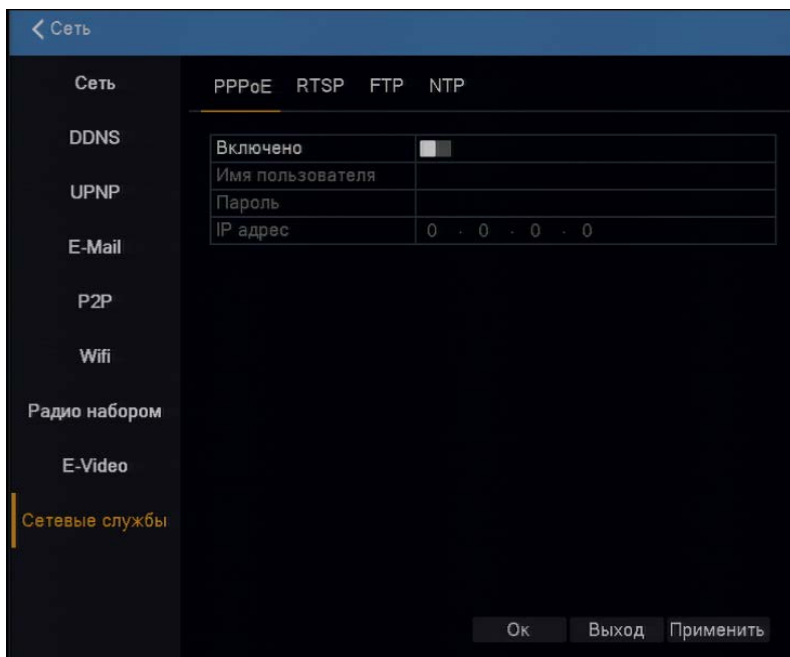 Сеть
Сеть
DDNS
UPNP
E-Mail
P2P
Wifi
Радио набором
E-Video
Сетевые службы
PPPoE RTSP FTP NTP
Включено
Имя пользователя
Пароль
IP адрес 0 . 0 . 0 . 0
Ок Выход Применить